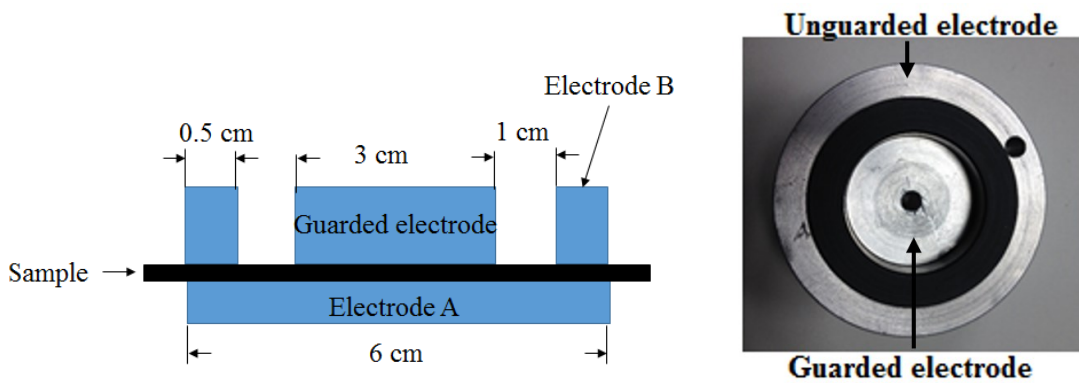 Unguarded electrode
Electrode B
0.5 cm
1 cm
3 cm
Guarded electrode
Sample
Electrode A
6 cm
Guarded electrode